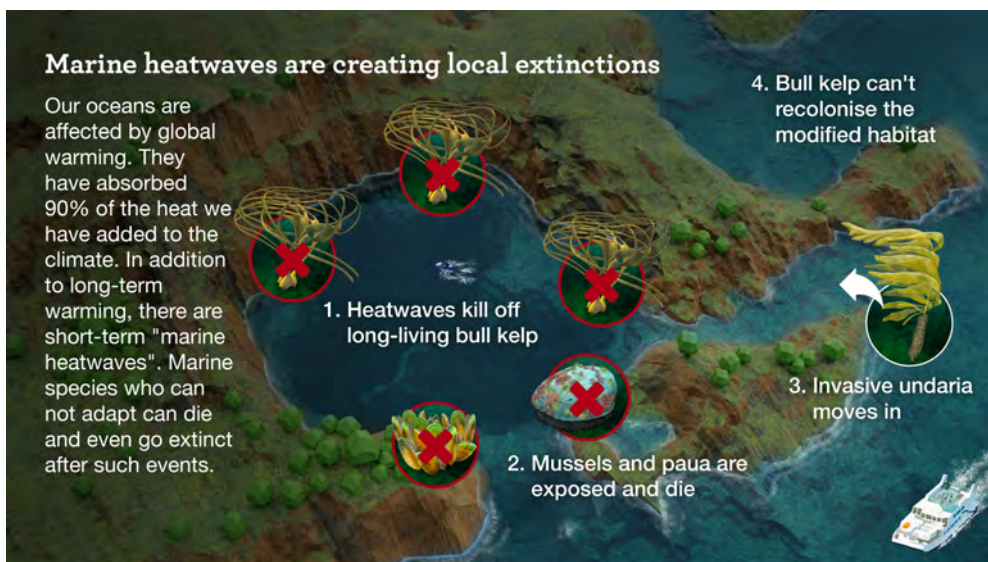 Marine heatwaves are creating local extinctions
Our oceans are
affected by global
warming. They
have absorbed
90% of the heat we
have added to the
climate. In addition
to long-term
warming, there are
short-term "marine
heatwaves". Marine
species who can
not adapt can die
and even go extinct
after such events.
1. Heatwaves kill off
long-living bull kelp
2. Mussels and paua are
exposed and die
3. Invasive undaria
moves in
4. Bull kelp can't
recolonise the
modified habitat